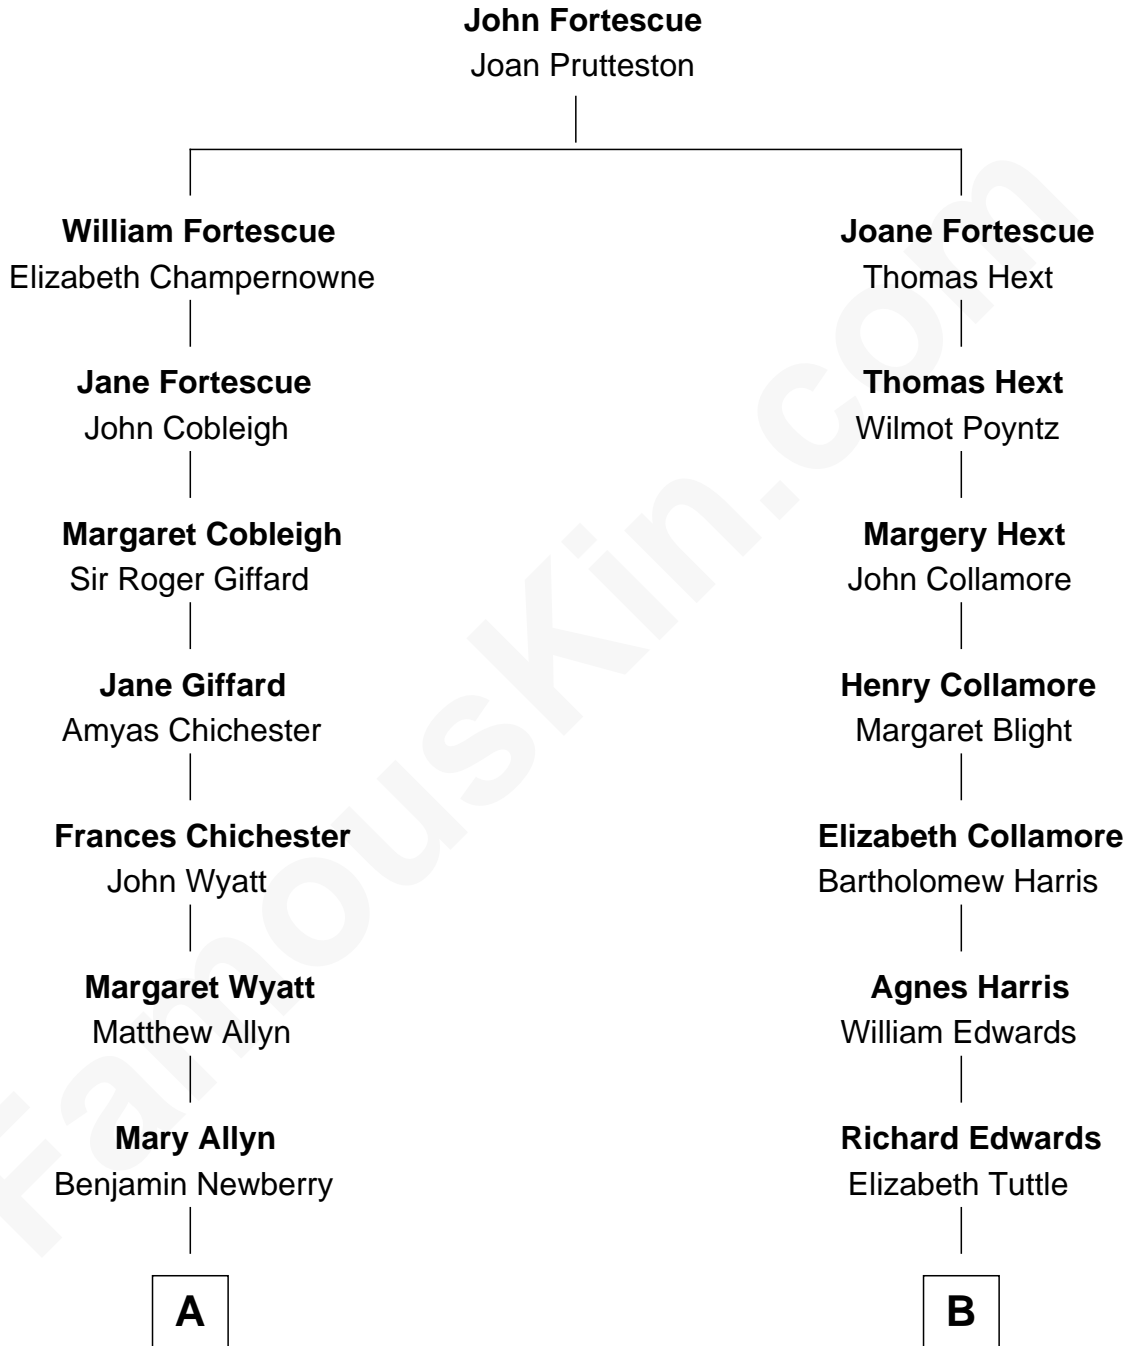 John Fortescue
Joan Prutteston
William Fortescue
Elizabeth Champernowne
Joane Fortescue
Thomas Hext
Jane Fortescue
John Cobleigh
Thomas Hext
Wilmot Poyntz
Margaret Cobleigh
Sir Roger Giffard
Margery Hext
John Collamore
Jane Giffard
Amyas Chichester
Henry Collamore
Margaret Blight
Frances Chichester
John Wyatt
Elizabeth Collamore
Bartholomew Harris
Margaret Wyatt
Matthew Allyn
Agnes Harris
William Edwards
Mary Allyn
Benjamin Newberry
Richard Edwards
Elizabeth Tuttle
A
B
FamousKin.com